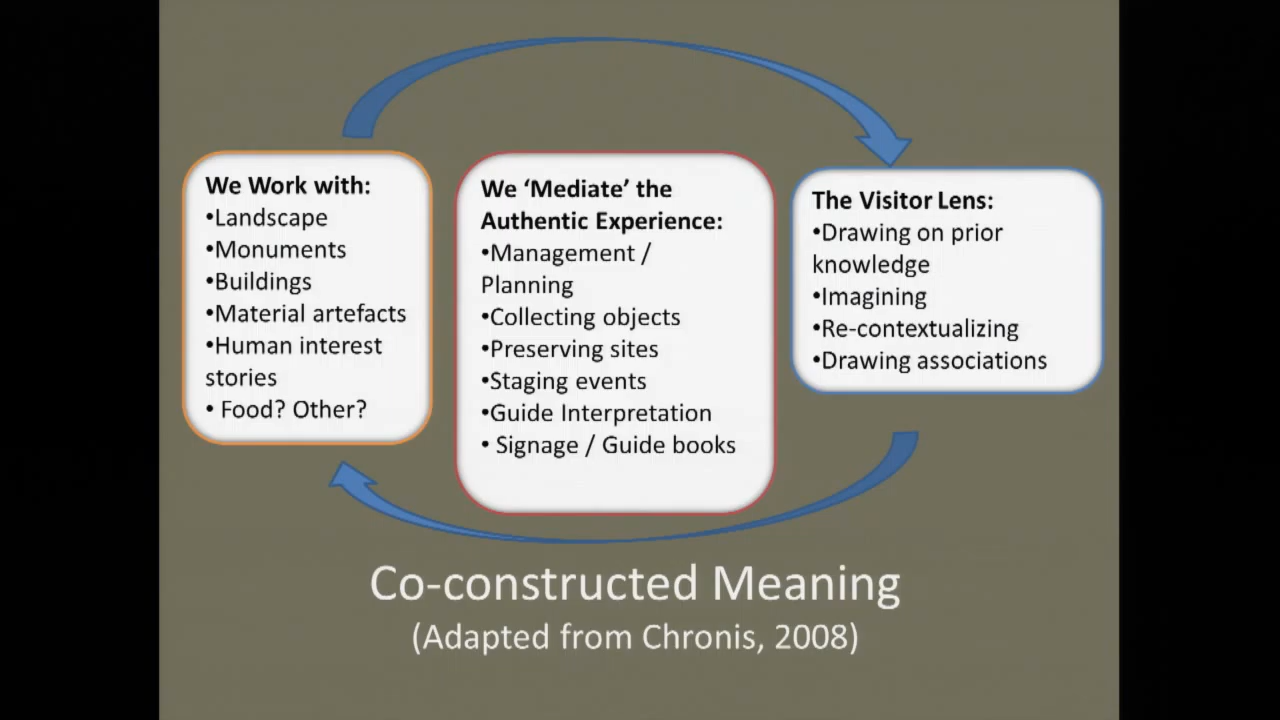 We Work with:
•Landscape
•Monuments
•Buildings
•Material artefacts
•Human interest
stories
• Food? Other?
We ‘Mediate’ the
Authentic Experience:
•Management /
Planning
•Collecting objects
•Preserving sites
•Staging events
•Guide Interpretation
• Signage / Guide books
The Visitor Lens:
•Drawing on prior
knowledge
•Imagining
•Re-contextualizing
•Drawing associations
Co-constructed Meaning
(Adapted from Chronis, 2008)